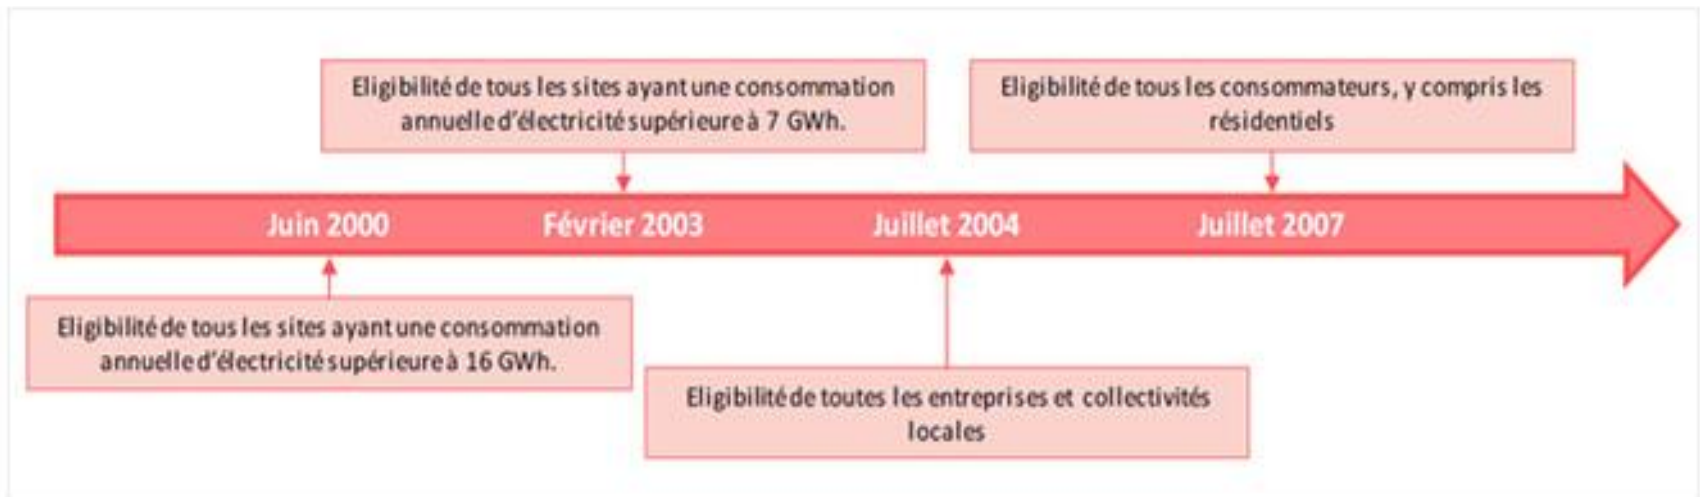 Eligibilité de tous les sites ayant une consommation
annuelle d'électricité supérieure à 7 GWh.
Eligibilité de tous les consommateurs, y compris les
résidentiels
Juin 2000
Février 2003
Juillet 2004
Juillet 2007
Eligibilité de tous les sites ayant une consommation
annuelle d'électricité supérieure à 16 GWh.
Eligibilité de toutes les entreprises et collectivités
locales